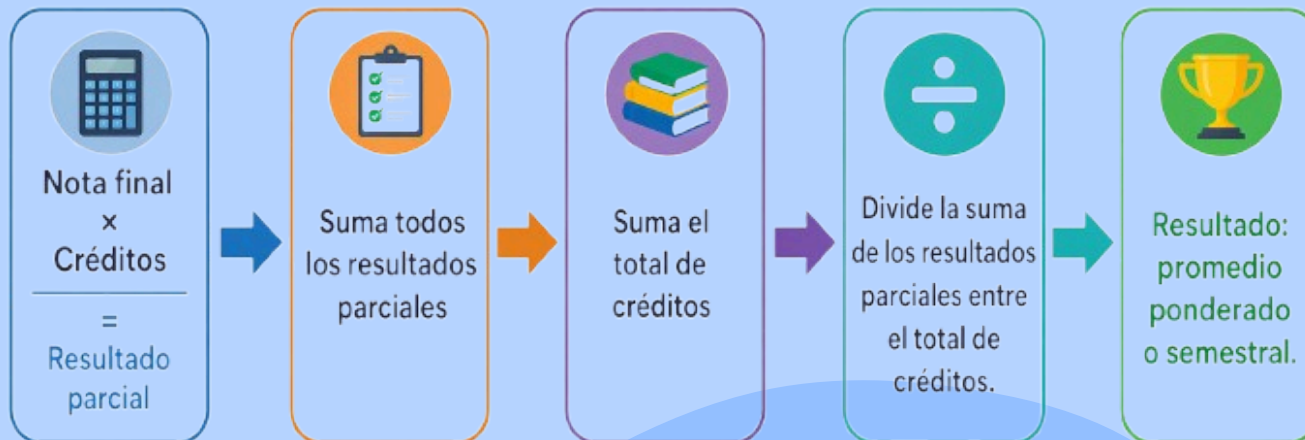 Nota final
×
Créditos
=
Resultado
parcial
Suma todos
los resultados
parciales
Suma el
total de
créditos
Divide la suma
de los resultados
parciales entre
el total de
créditos.
Resultado:
promedio
ponderado
o semestral.